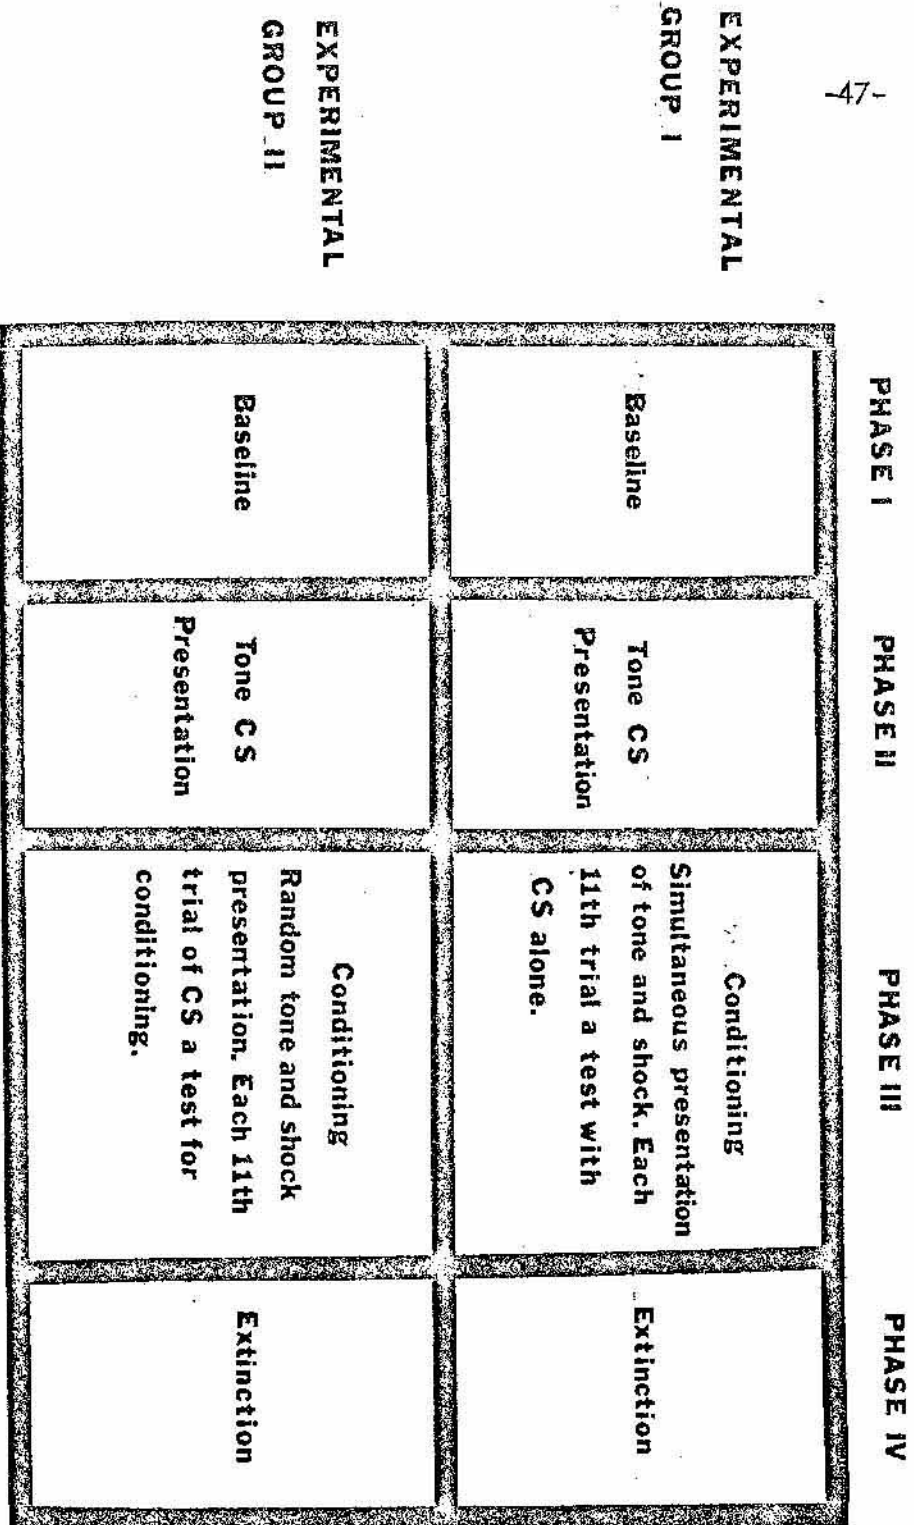 -47-
PHASE I
PHASE II
PHASE III
PHASE IV
EXPERIMENTAL
GROUP I
Baseline
Tone CS
Presentation
Conditioning
Simultaneous presentation
of tone and shock. Each
11th trial a test with
CS alone.
Extinction
EXPERIMENTAL
GROUP II
Baseline
Tone CS
Presentation
Conditioning
Random tone and shock
presentation. Each 11th
trial of CS a test for
conditioning.
Extinction